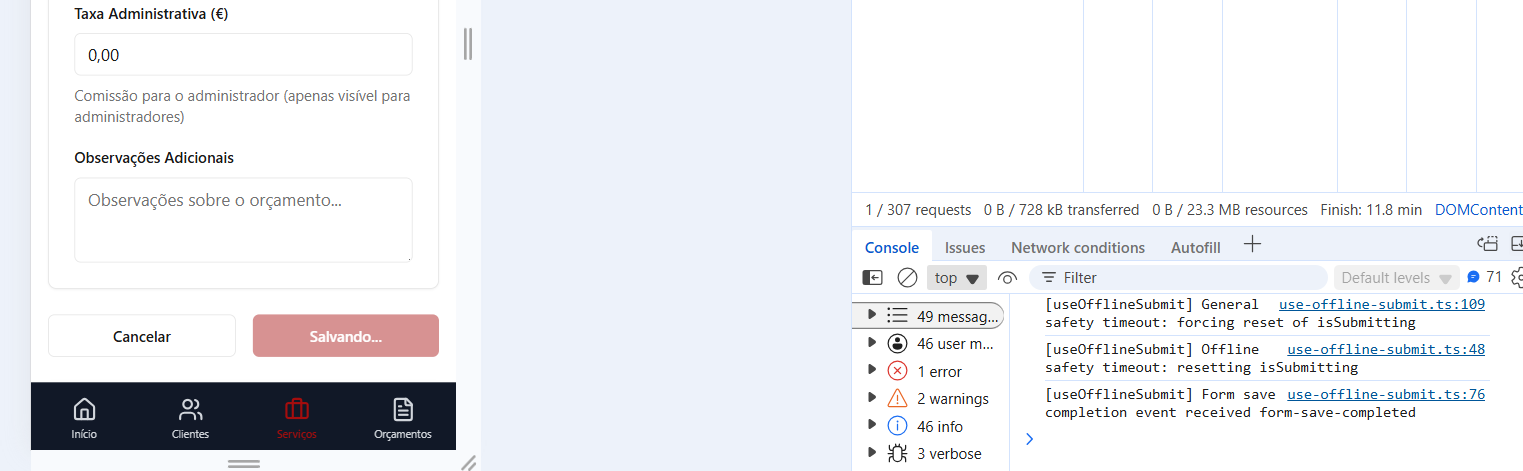 Taxa Administrativa (€)
0,00
Comissão para o administrador (apenas visível para
administradores)
Observações Adicionais
Observações sobre o orçamento...
Cancelar
Salvando...
Início
Clientes
Serviços
Orçamentos
1 / 307 requests 0 B / 728 kB transferred 0 B / 23.3 MB resources Finish: 11.8 min DOMContent
Console Issues Network conditions Autofill
top Filter Default levels 71
49 messag...
46 user m...
1 error
2 warnings
46 info
3 verbose
[useOfflineSubmit] General use-offline-submit.ts:109
safety timeout: forcing reset of isSubmitting
[useOfflineSubmit] Offline use-offline-submit.ts:48
safety timeout: resetting isSubmitting
[useOfflineSubmit] Form save use-offline-submit.ts:76
completion event received form-save-completed